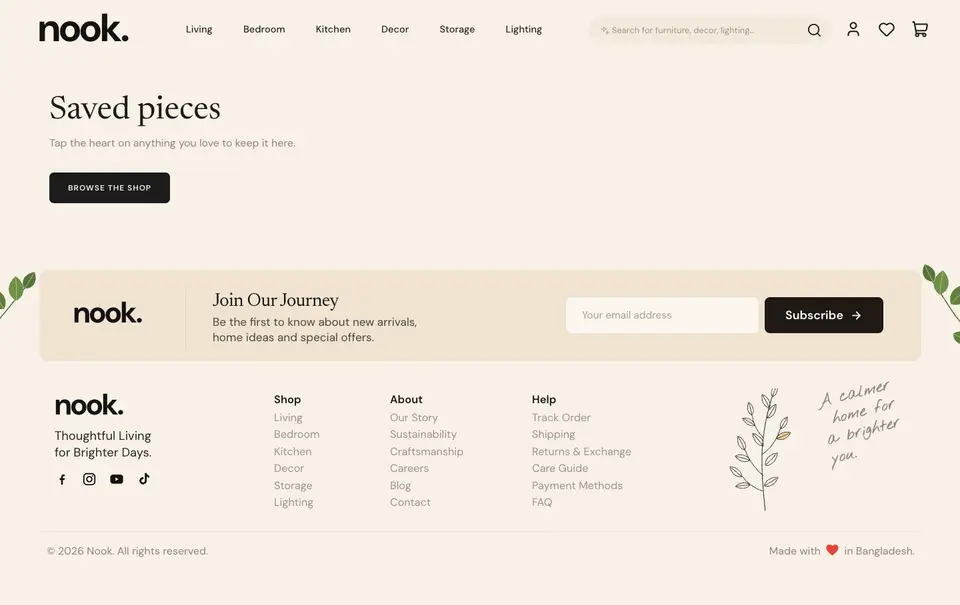 nook.
Living Bedroom Kitchen Decor Storage Lighting
Search for furniture, decor, lighting...
Saved pieces
Tap the heart on anything you love to keep it here.
BROWSE THE SHOP
nook.
Join Our Journey
Be the first to know about new arrivals,
home ideas and special offers.
Your email address
Subscribe →
nook.
Thoughtful Living
for Brighter Days.
Shop
Living
Bedroom
Kitchen
Decor
Storage
Lighting
About
Our Story
Sustainability
Craftsmanship
Careers
Blog
Contact
Help
Track Order
Shipping
Returns & Exchange
Care Guide
Payment Methods
FAQ
A calmer
home for
a brighter
you.
© 2026 Nook. All rights reserved.
Made with ❤️ in Bangladesh.